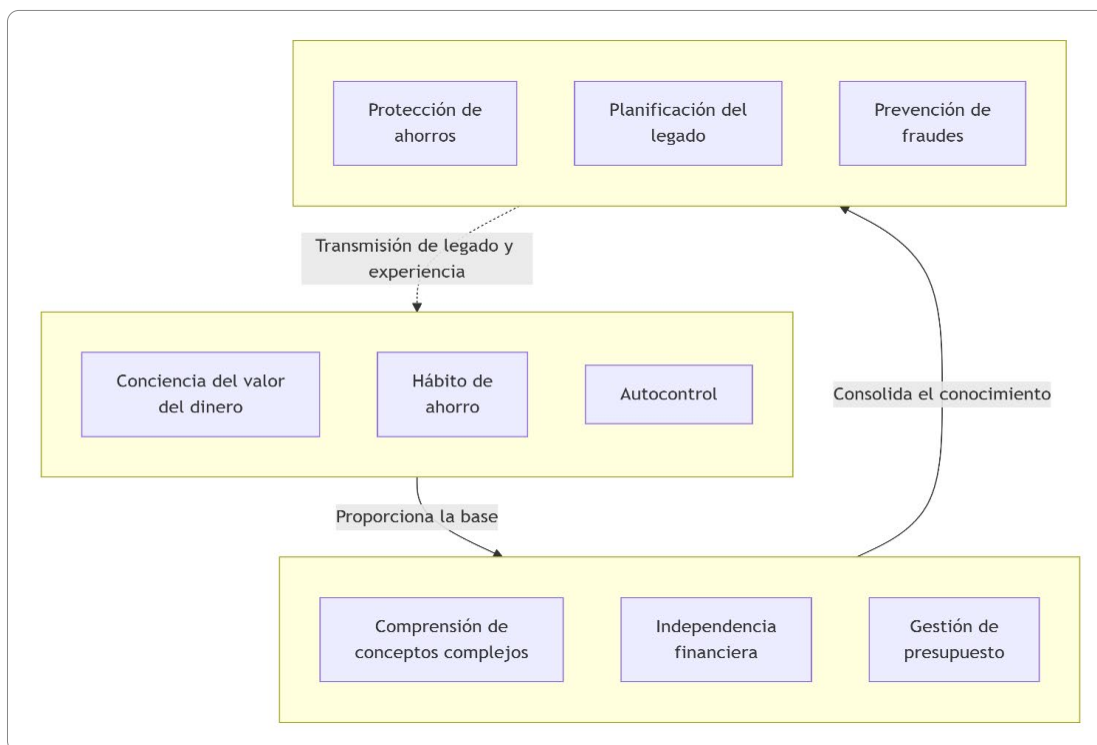 Protección de
ahorros
Planificación del
legado
Prevención de
fraudes
Transmisión de legado y
experiencia
Conciencia del valor
del dinero
Hábito de
ahorro
Autocontrol
Consolida el conocimiento
Proporciona la base
Comprensión de
conceptos complejos
Independencia
financiera
Gestión de
presupuesto